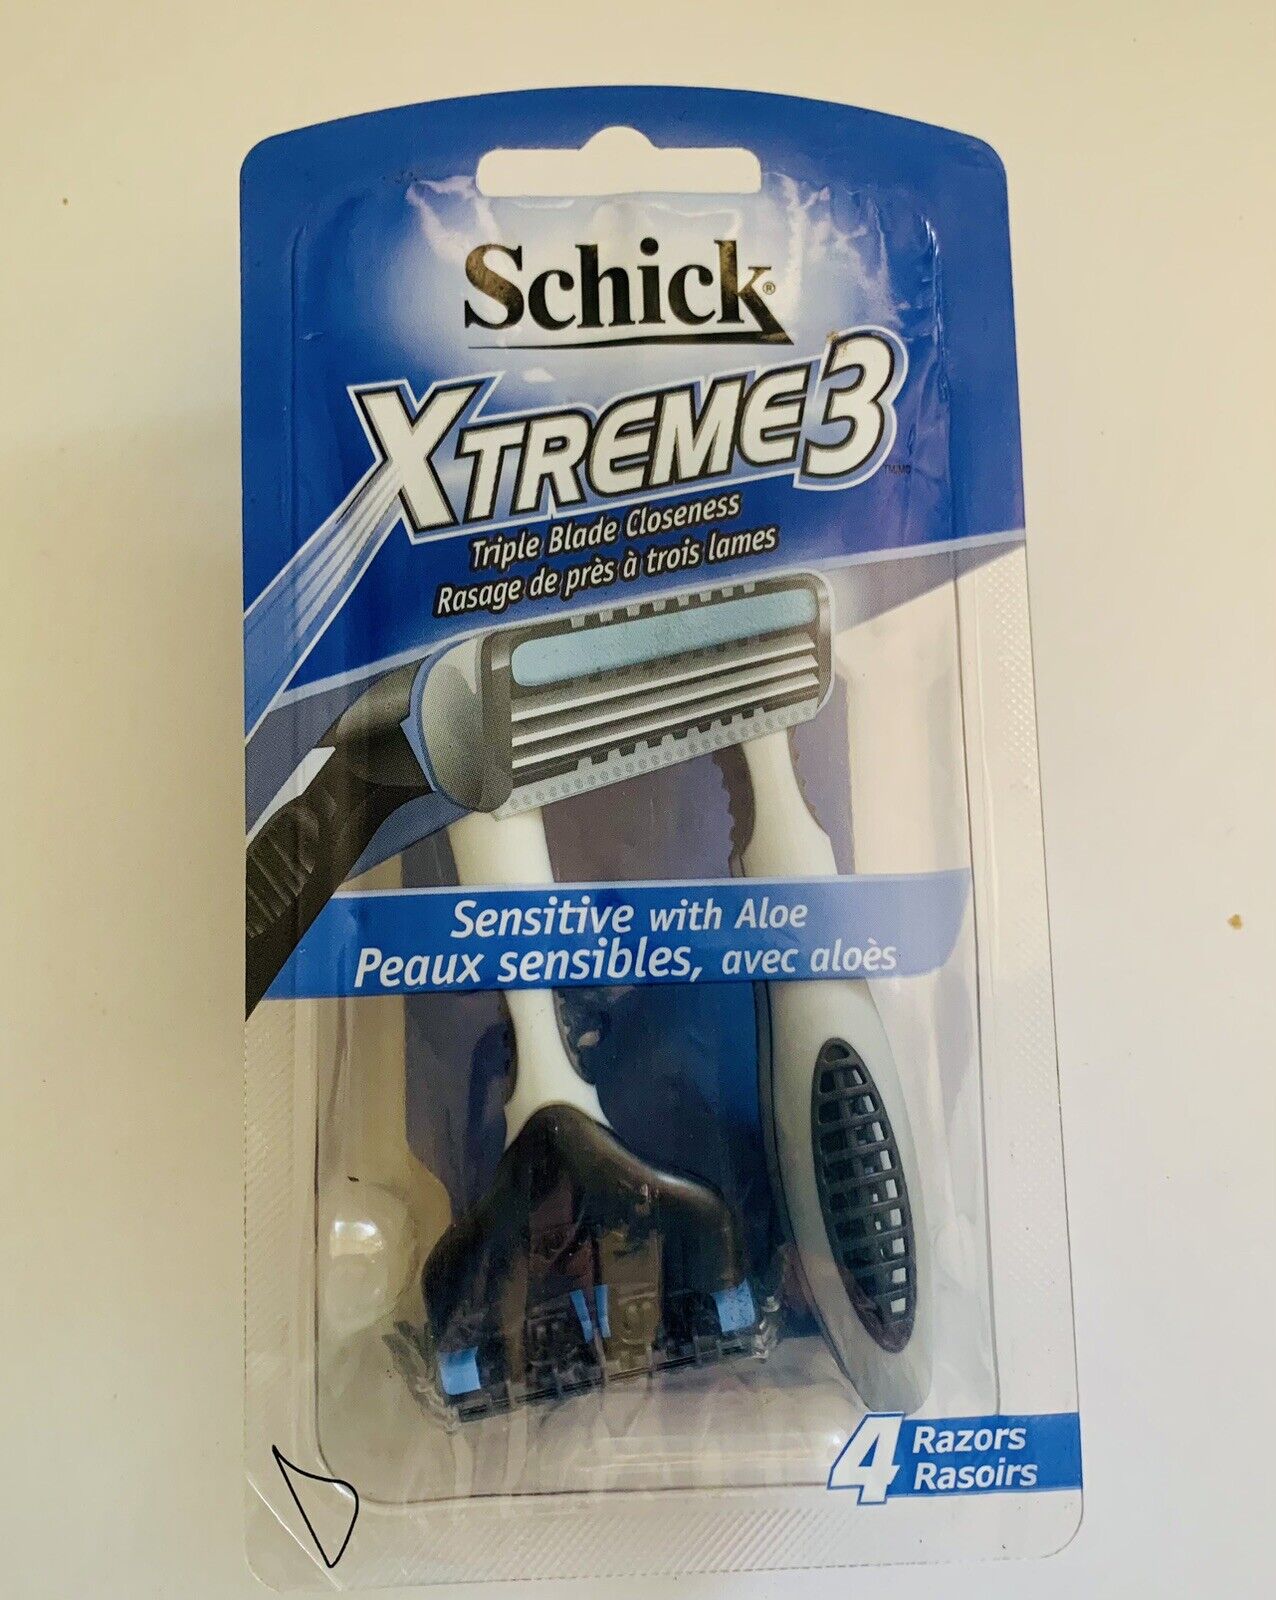 Schick®
XTREME3
TM/MD
Triple Blade Closeness
Rasage de près à trois lames
Sensitive with Aloe
Peaux sensibles, avec aloès
4 Razors
Rasoirs